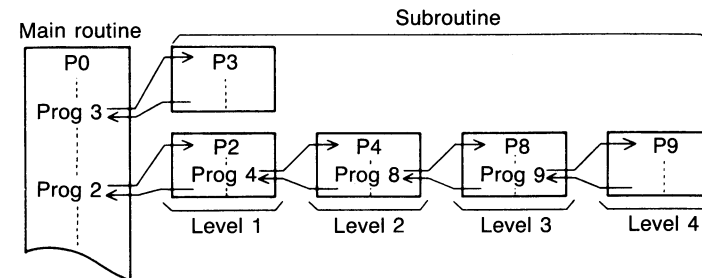 Subroutine
Main routine
P0
P3
Prog 3
P2
P4
P8
P9
Prog 2
Prog 4
Prog 8
Prog 9
Level 1
Level 2
Level 3
Level 4